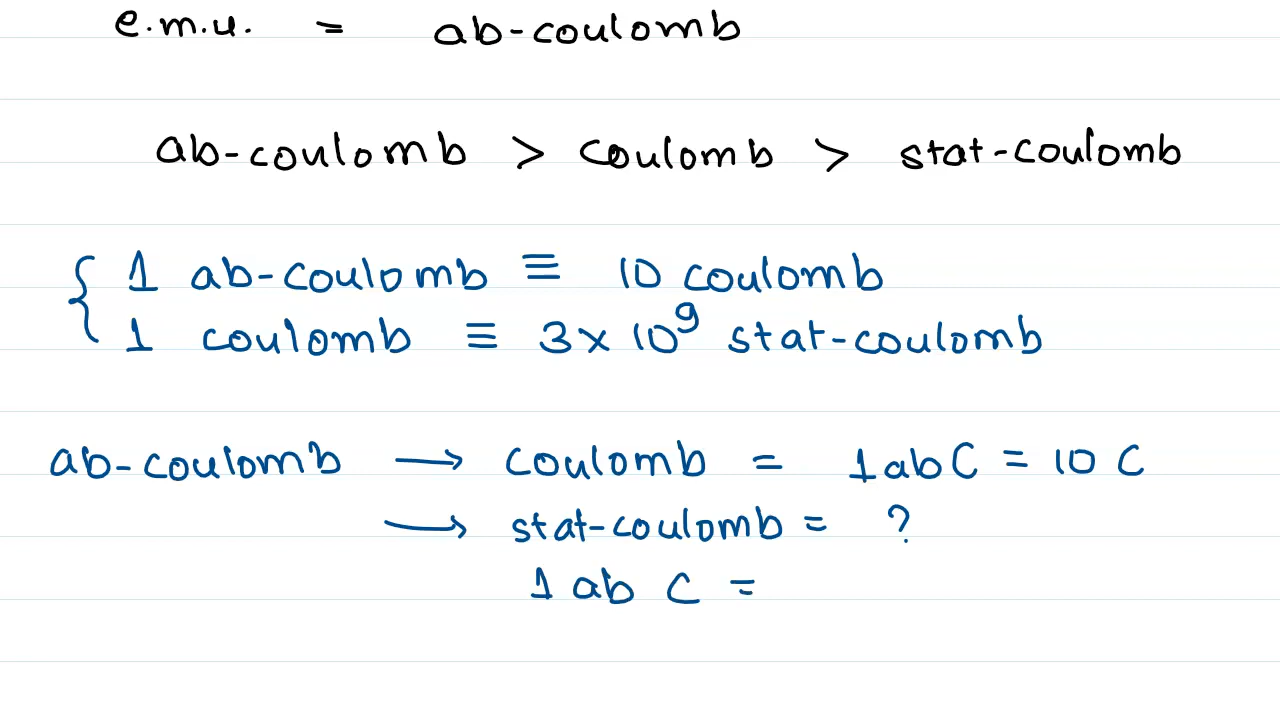 e.m.u. = ab-coulomb
ab-coulomb > coulomb > stat-coulomb
{ 1 ab-coulomb ≡ 10 coulomb
1 coulomb ≡ 3 × 10⁹ stat-coulomb
ab-coulomb → coulomb = 1 abC = 10 C
→ stat-coulomb = ?
1 ab C =